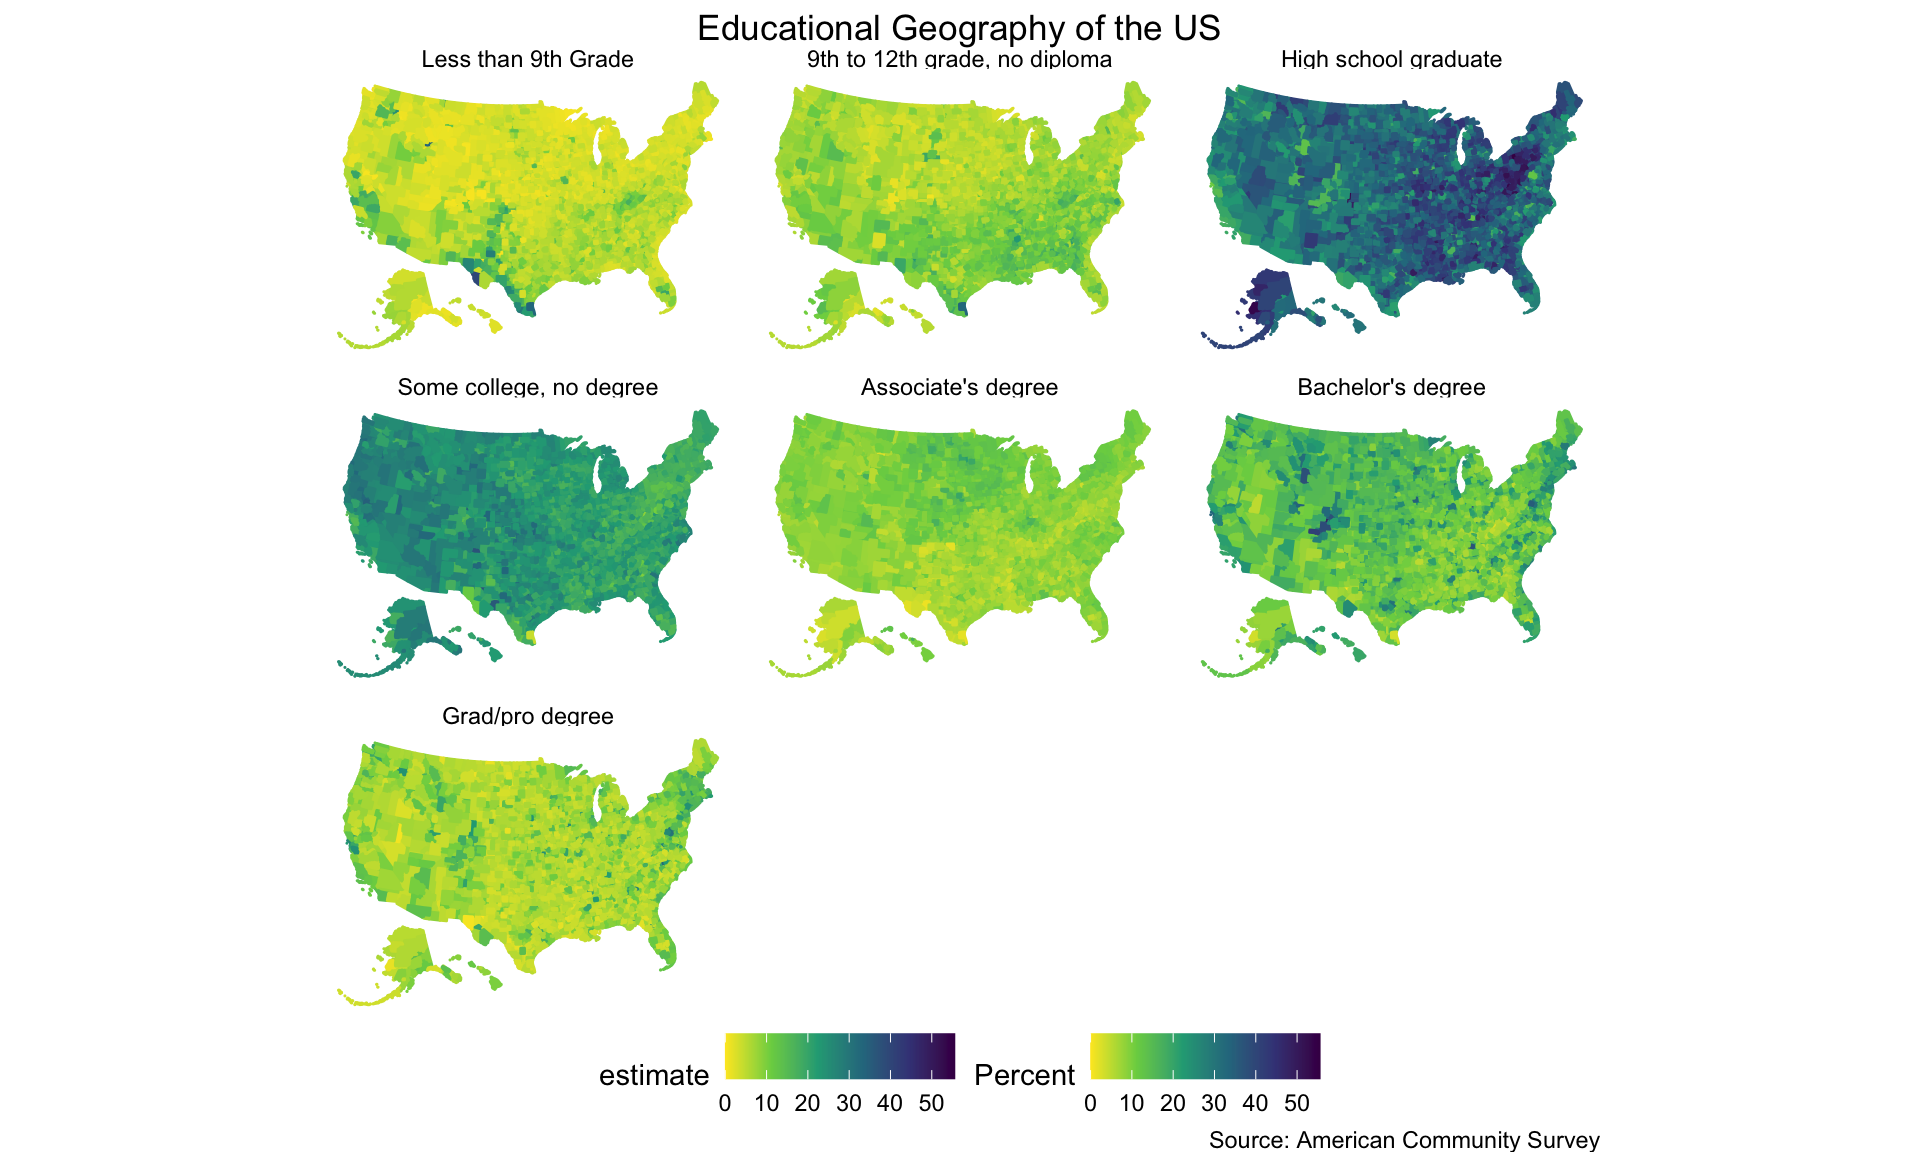 Educational Geography of the US
Less than 9th Grade
9th to 12th grade, no diploma
High school graduate
Some college, no degree
Associate's degree
Bachelor's degree
Grad/pro degree
estimate
0 10 20 30 40 50
Percent
0 10 20 30 40 50
Source: American Community Survey